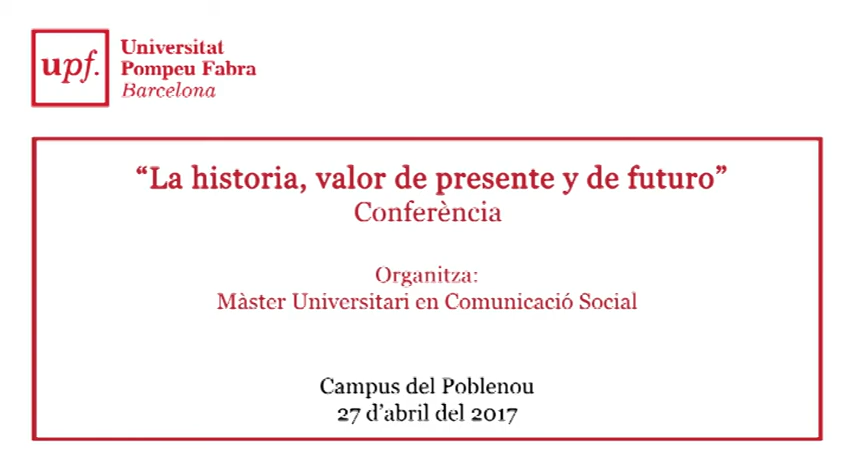 upf.
Universitat
Pompeu Fabra
Barcelona
“La historia, valor de presente y de futuro”
Conferència
Organitza:
Màster Universitari en Comunicació Social
Campus del Poblenou
27 d’abril del 2017